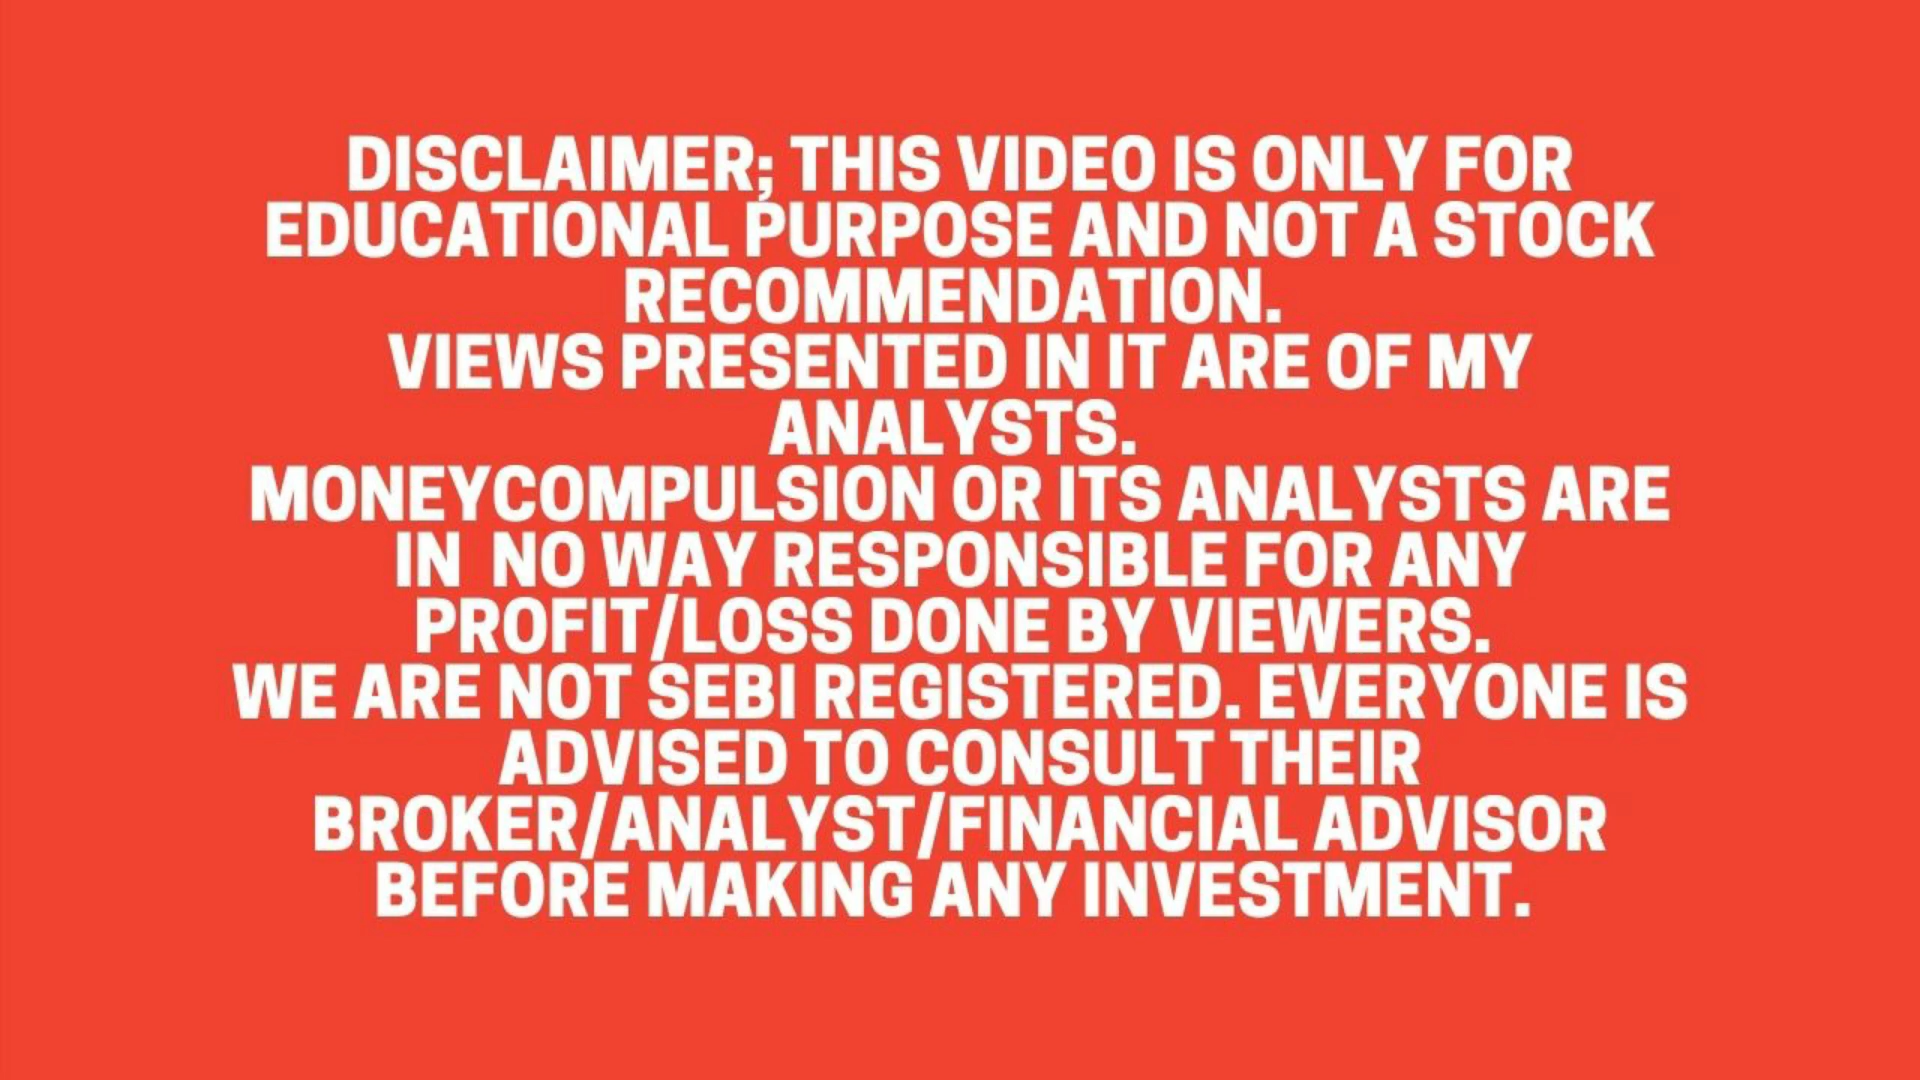 DISCLAIMER; THIS VIDEO IS ONLY FOR
EDUCATIONAL PURPOSE AND NOT A STOCK
RECOMMENDATION.
VIEWS PRESENTED IN IT ARE OF MY
ANALYSTS.
MONEYCOMPULSION OR ITS ANALYSTS ARE
IN NO WAY RESPONSIBLE FOR ANY
PROFIT/LOSS DONE BY VIEWERS.
WE ARE NOT SEBI REGISTERED. EVERYONE IS
ADVISED TO CONSULT THEIR
BROKER/ANALYST/FINANCIAL ADVISOR
BEFORE MAKING ANY INVESTMENT.